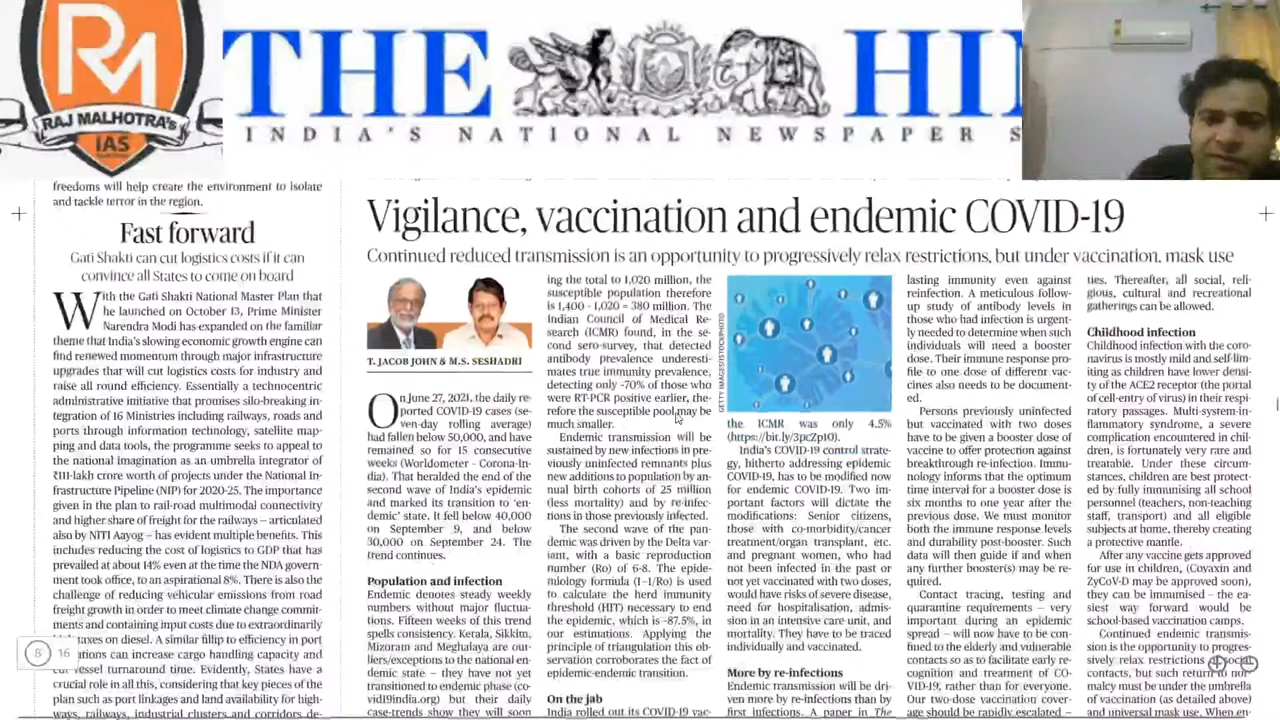 RM
RAJ MALHOTRA'S
IAS
THE HI
INDIA'S NATIONAL NEWSPAPER S
freedoms will help create the environment to isolate
and tackle terror in the region.
Fast forward
Gati Shakti can cut logistics costs if it can
convince all States to come on board
With the Gati Shakti National Master Plan that
he launched on October 13, Prime Minister
Narendra Modi has expanded on the familiar
theme that India's slowing economic growth engine can
find renewed momentum through major infrastructure
upgrades that will cut logistics costs for industry and
raise all round efficiency. Essentially a technocentric
administrative initiative that promises silo-breaking in-
tegration of 16 Ministries including railways, roads and
ports through information technology, satellite map-
ping and data tools, the programme seeks to appeal to
the national imagination as an umbrella integrator of
₹111-lakh crore worth of projects under the National In-
frastructure Pipeline (NIP) for 2020-25. The importance
given in the plan to rail-road multimodal connectivity
and higher share of freight for the railways – articulated
also by NITI Aayog – has evident multiple benefits. This
includes reducing the cost of logistics to GDP that has
prevailed at about 14% even at the time the NDA govern-
ment took office, to an aspirational 8%. There is also the
challenge of reducing vehicular emissions from road
freight growth in order to meet climate change commit-
ments and containing input costs due to extraordinarily
taxes on diesel. A similar fillip to efficiency in port
can increase cargo handling capacity and
vessel turnaround time. Evidently, States have a
crucial role in all this, considering that key pieces of the
plan such as port linkages and land availability for high-
ways, railways, industrial clusters and corridors de-
8 16
Vigilance, vaccination and endemic COVID-19
Continued reduced transmission is an opportunity to progressively relax restrictions, but under vaccination, mask use
T. JACOB JOHN & M.S. SESHADRI
On June 27, 2021, the daily re-
ported COVID-19 cases (se-
ven-day rolling average)
had fallen below 50,000, and have
remained so for 15 consecutive
weeks (Worldometer - Corona-In-
dia). That heralded the end of the
second wave of India's epidemic
and marked its transition to 'en-
demic' state. It fell below 40,000
on September 9, and below
30,000 on September 24. The
trend continues.
Population and infection
Endemic denotes steady weekly
numbers without major fluctua-
tions. Fifteen weeks of this trend
spells consistency. Kerala, Sikkim,
Mizoram and Meghalaya are out-
liers/exceptions to the national en-
demic state – they have not yet
transitioned to endemic phase (co-
vid19india.org) but their daily
case-trends show they will soon
ing the total to 1,020 million, the
susceptible population therefore
is 1,400 - 1,020 = 380 million. The
Indian Council of Medical Re-
search (ICMR) found, in the se-
cond sero-survey, that detected
antibody prevalence underesti-
mates true immunity prevalence,
detecting only ~70% of those who
were RT-PCR positive earlier, the-
refore the susceptible pool may be
much smaller.
Endemic transmission will be
sustained by new infections in pre-
viously uninfected remnants plus
new additions to population by an-
nual birth cohorts of 25 million
(less mortality) and by re-infec-
tions in those previously infected.
The second wave of the pan-
demic was driven by the Delta var-
iant, with a basic reproduction
number (Ro) of 6-8. The epide-
miology formula (1–1/Ro) is used
to calculate the herd immunity
threshold (HIT) necessary to end
the epidemic, which is ~87.5%, in
our estimations. Applying the
principle of triangulation this ob-
servation corroborates the fact of
epidemic-endemic transition.
On the job
India rolled out its COVID-19 vac-
GETTY IMAGES/ISTOCKPHOTO
the ICMR was only 4.5%
(https://bit.ly/3pcZp10).
India's COVID-19 control strate-
gy, hitherto addressing epidemic
COVID-19, has to be modified now
for endemic COVID-19. Two im-
portant factors will dictate the
modifications: Senior citizens,
those with co-morbidity/cancer
treatment/organ transplant, etc.
and pregnant women, who had
not been infected in the past or
not yet vaccinated with two doses,
would have risks of severe disease,
need for hospitalisation, admis-
sion in an intensive care unit, and
mortality. They have to be traced
individually and vaccinated.
More by re-infections
Endemic transmission will be dri-
ven more by re-infections than by
first infections. A paper in The
lasting immunity even against
reinfection. A meticulous follow-
up study of antibody levels in
those who had infection is urgent-
ly needed to determine when such
individuals will need a booster
dose. Their immune response pro-
file to one dose of different vac-
cines also needs to be document-
ed.
Persons previously uninfected
but vaccinated with two doses
have to be given a booster dose of
vaccine to offer protection against
breakthrough re-infection. Immu-
nology informs that the optimum
time interval for a booster dose is
six months to one year after the
previous dose. We must monitor
both the immune response levels
and durability post-booster. Such
data will then guide if and when
any further booster(s) may be re-
quired.
Contact tracing, testing and
quarantine requirements – very
important during an epidemic
spread – will now have to be con-
fined to the elderly and vulnerable
contacts so as to facilitate early re-
cognition and treatment of CO-
VID-19, rather than for everyone.
Our two-dose vaccination cover-
age should be rapidly escalated –
ties. Thereafter, all social, reli-
gious, cultural and recreational
gatherings can be allowed.
Childhood infection
Childhood infection with the coro-
navirus is mostly mild and self-lim-
iting as children have lower densi-
ty of the ACE2 receptor (the portal
of cell-entry of virus) in their respi-
ratory passages. Multi-system-in-
flammatory syndrome, a severe
complication encountered in chil-
dren, is fortunately very rare and
treatable. Under these circum-
stances, children are best protect-
ed by fully immunising all school
personnel (teachers, non-teaching
staff, transport) and all eligible
subjects at home, thereby creating
a protective mantle.
After any vaccine gets approved
for use in children, (Covaxin and
ZyCoV-D may be approved soon),
they can be immunised – the ea-
siest way forward would be
school-based vaccination camps.
Continued endemic transmis-
sion is the opportunity to progres-
sively relax restrictions
contacts, but such return to nor-
malcy must be under the umbrella
of vaccination (as detailed above)
and universal mask use. When en-